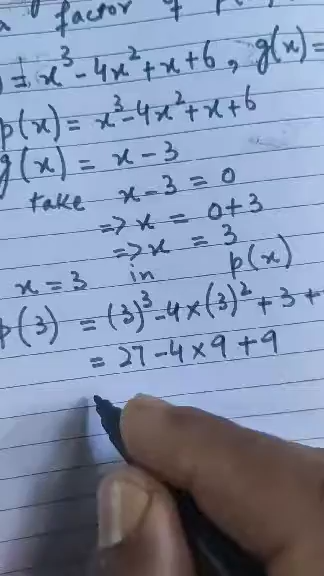 a factor of
= x³ - 4x² + x + 6, g(x) =
p(x) = x³ - 4x² + x + 6
g(x) = x - 3
take x - 3 = 0
=> x = 0 + 3
=> x = 3
x = 3 in p(x)
p(3) = (3)³ - 4 × (3)² + 3 +
= 27 - 4 × 9 + 9